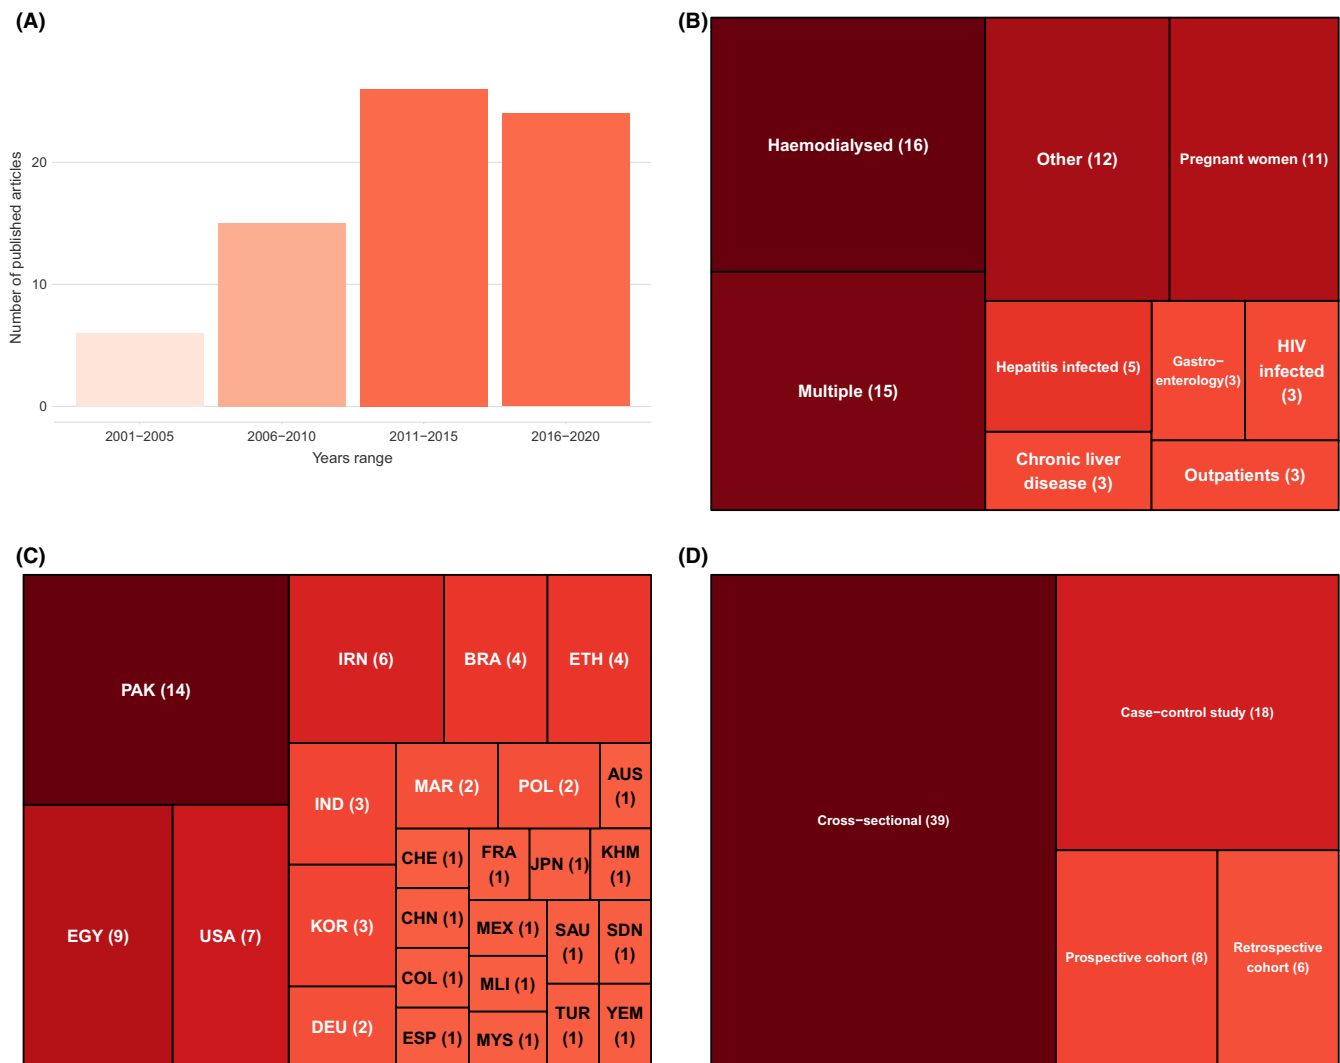 (A)
Number of published articles
20
10
0
2001−2005
2006−2010
2011−2015
2016−2020
Years range
(B)
Haemodialysed (16)
Other (12)
Pregnant women (11)
Multiple (15)
Hepatitis infected (5)
Gastro−
enterology(3)
HIV
infected
(3)
Chronic liver
disease (3)
Outpatients (3)
(C)
PAK (14)
IRN (6)
BRA (4)
ETH (4)
EGY (9)
USA (7)
IND (3)
KOR (3)
DEU (2)
MAR (2)
POL (2)
AUS
(1)
CHE (1)
FRA
(1)
JPN (1)
KHM
(1)
CHN (1)
MEX (1)
SAU
(1)
SDN
(1)
COL (1)
MLI (1)
ESP (1)
MYS (1)
TUR
(1)
YEM
(1)
(D)
Cross−sectional (39)
Case−control study (18)
Prospective cohort (8)
Retrospective
cohort (6)